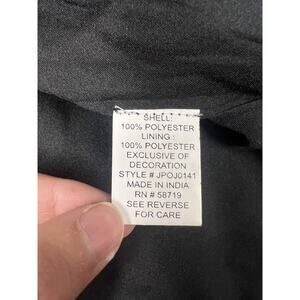 SHELL:
100% POLYESTER
LINING :
100% POLYESTER
EXCLUSIVE OF
DECORATION
STYLE # JPOJ0141
MADE IN INDIA
RN # 58719
SEE REVERSE
FOR CARE